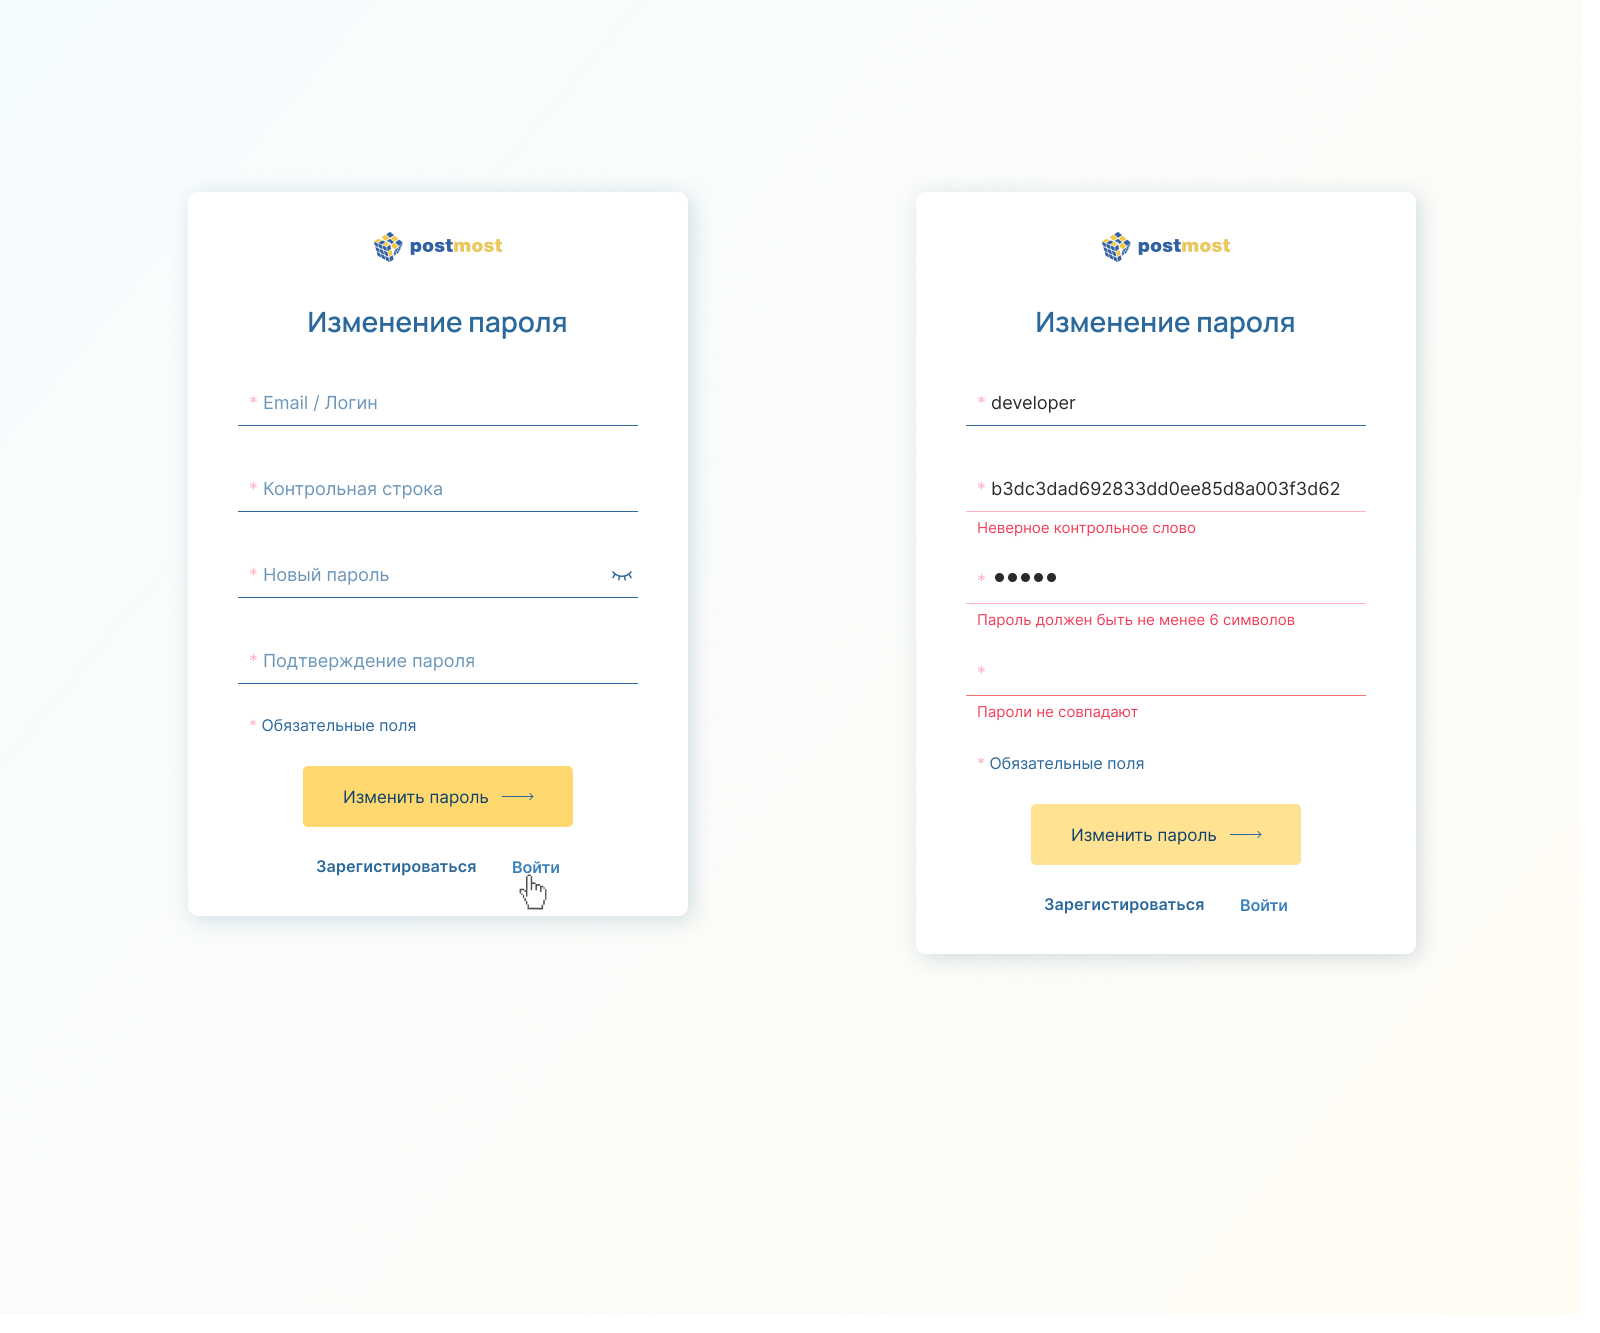 postmost
Изменение пароля
* Email / Логин
* Контрольная строка
* Новый пароль
* Подтверждение пароля
* Обязательные поля
Изменить пароль
Зарегистироваться Войти
postmost
Изменение пароля
* developer
* b3dc3dad692833dd0ee85d8a003f3d62
Неверное контрольное слово
* ●●●●●
Пароль должен быть не менее 6 символов
*
Пароли не совпадают
* Обязательные поля
Изменить пароль
Зарегистироваться Войти